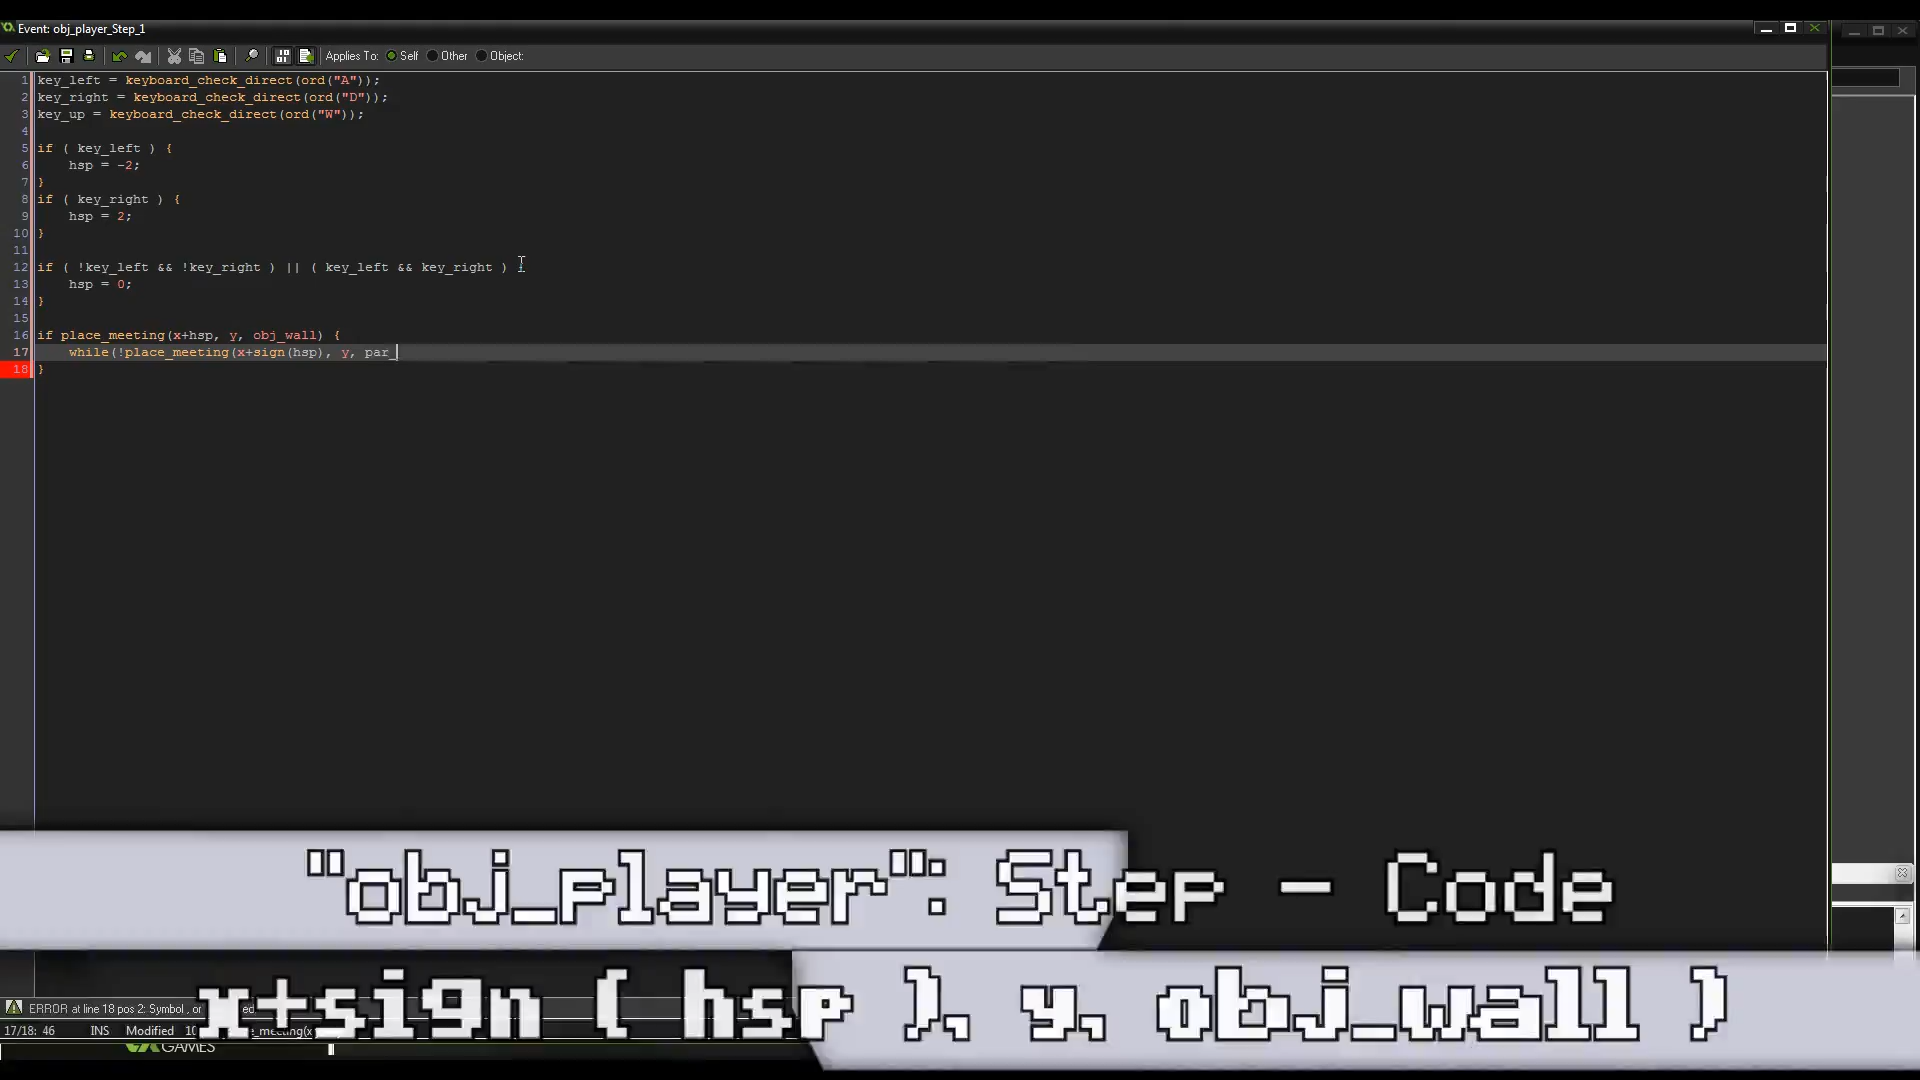 Event: obj_player_Step_1
Applies To: Self Other Object:
1 key_left = keyboard_check_direct(ord("A"));
2 key_right = keyboard_check_direct(ord("D"));
3 key_up = keyboard_check_direct(ord("W"));
4
5 if ( key_left ) {
6 hsp = -2;
7 }
8 if ( key_right ) {
9 hsp = 2;
10 }
11
12 if ( !key_left && !key_right ) || ( key_left && key_right )
13 hsp = 0;
14 }
15
16 if place_meeting(x+hsp, y, obj_wall) {
17 while(!place_meeting(x+sign(hsp), y, par_
18 }
"obj_player": Step - Code
x+sign ( hsp ), y, obj_wall )
ERROR at line 18 pos 2: Symbol , or
17/18: 46 INS Modified 10
GAMES